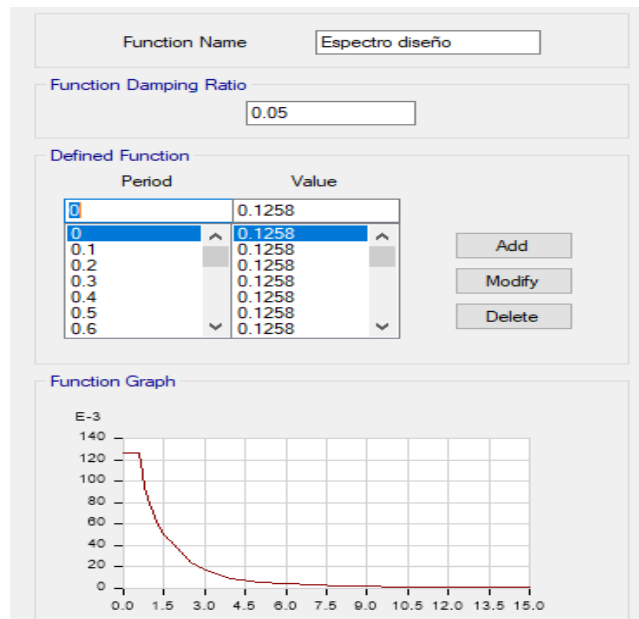 Function Name Espectro diseño
Function Damping Ratio
0.05
Defined Function
Period Value
0 0.1258
0 0.1258
0.1 0.1258
0.2 0.1258
0.3 0.1258
0.4 0.1258
0.5 0.1258
0.6 0.1258
Add
Modify
Delete
Function Graph
E-3
140
120
100
80
60
40
20
0
0.0 1.5 3.0 4.5 6.0 7.5 9.0 10.5 12.0 13.5 15.0